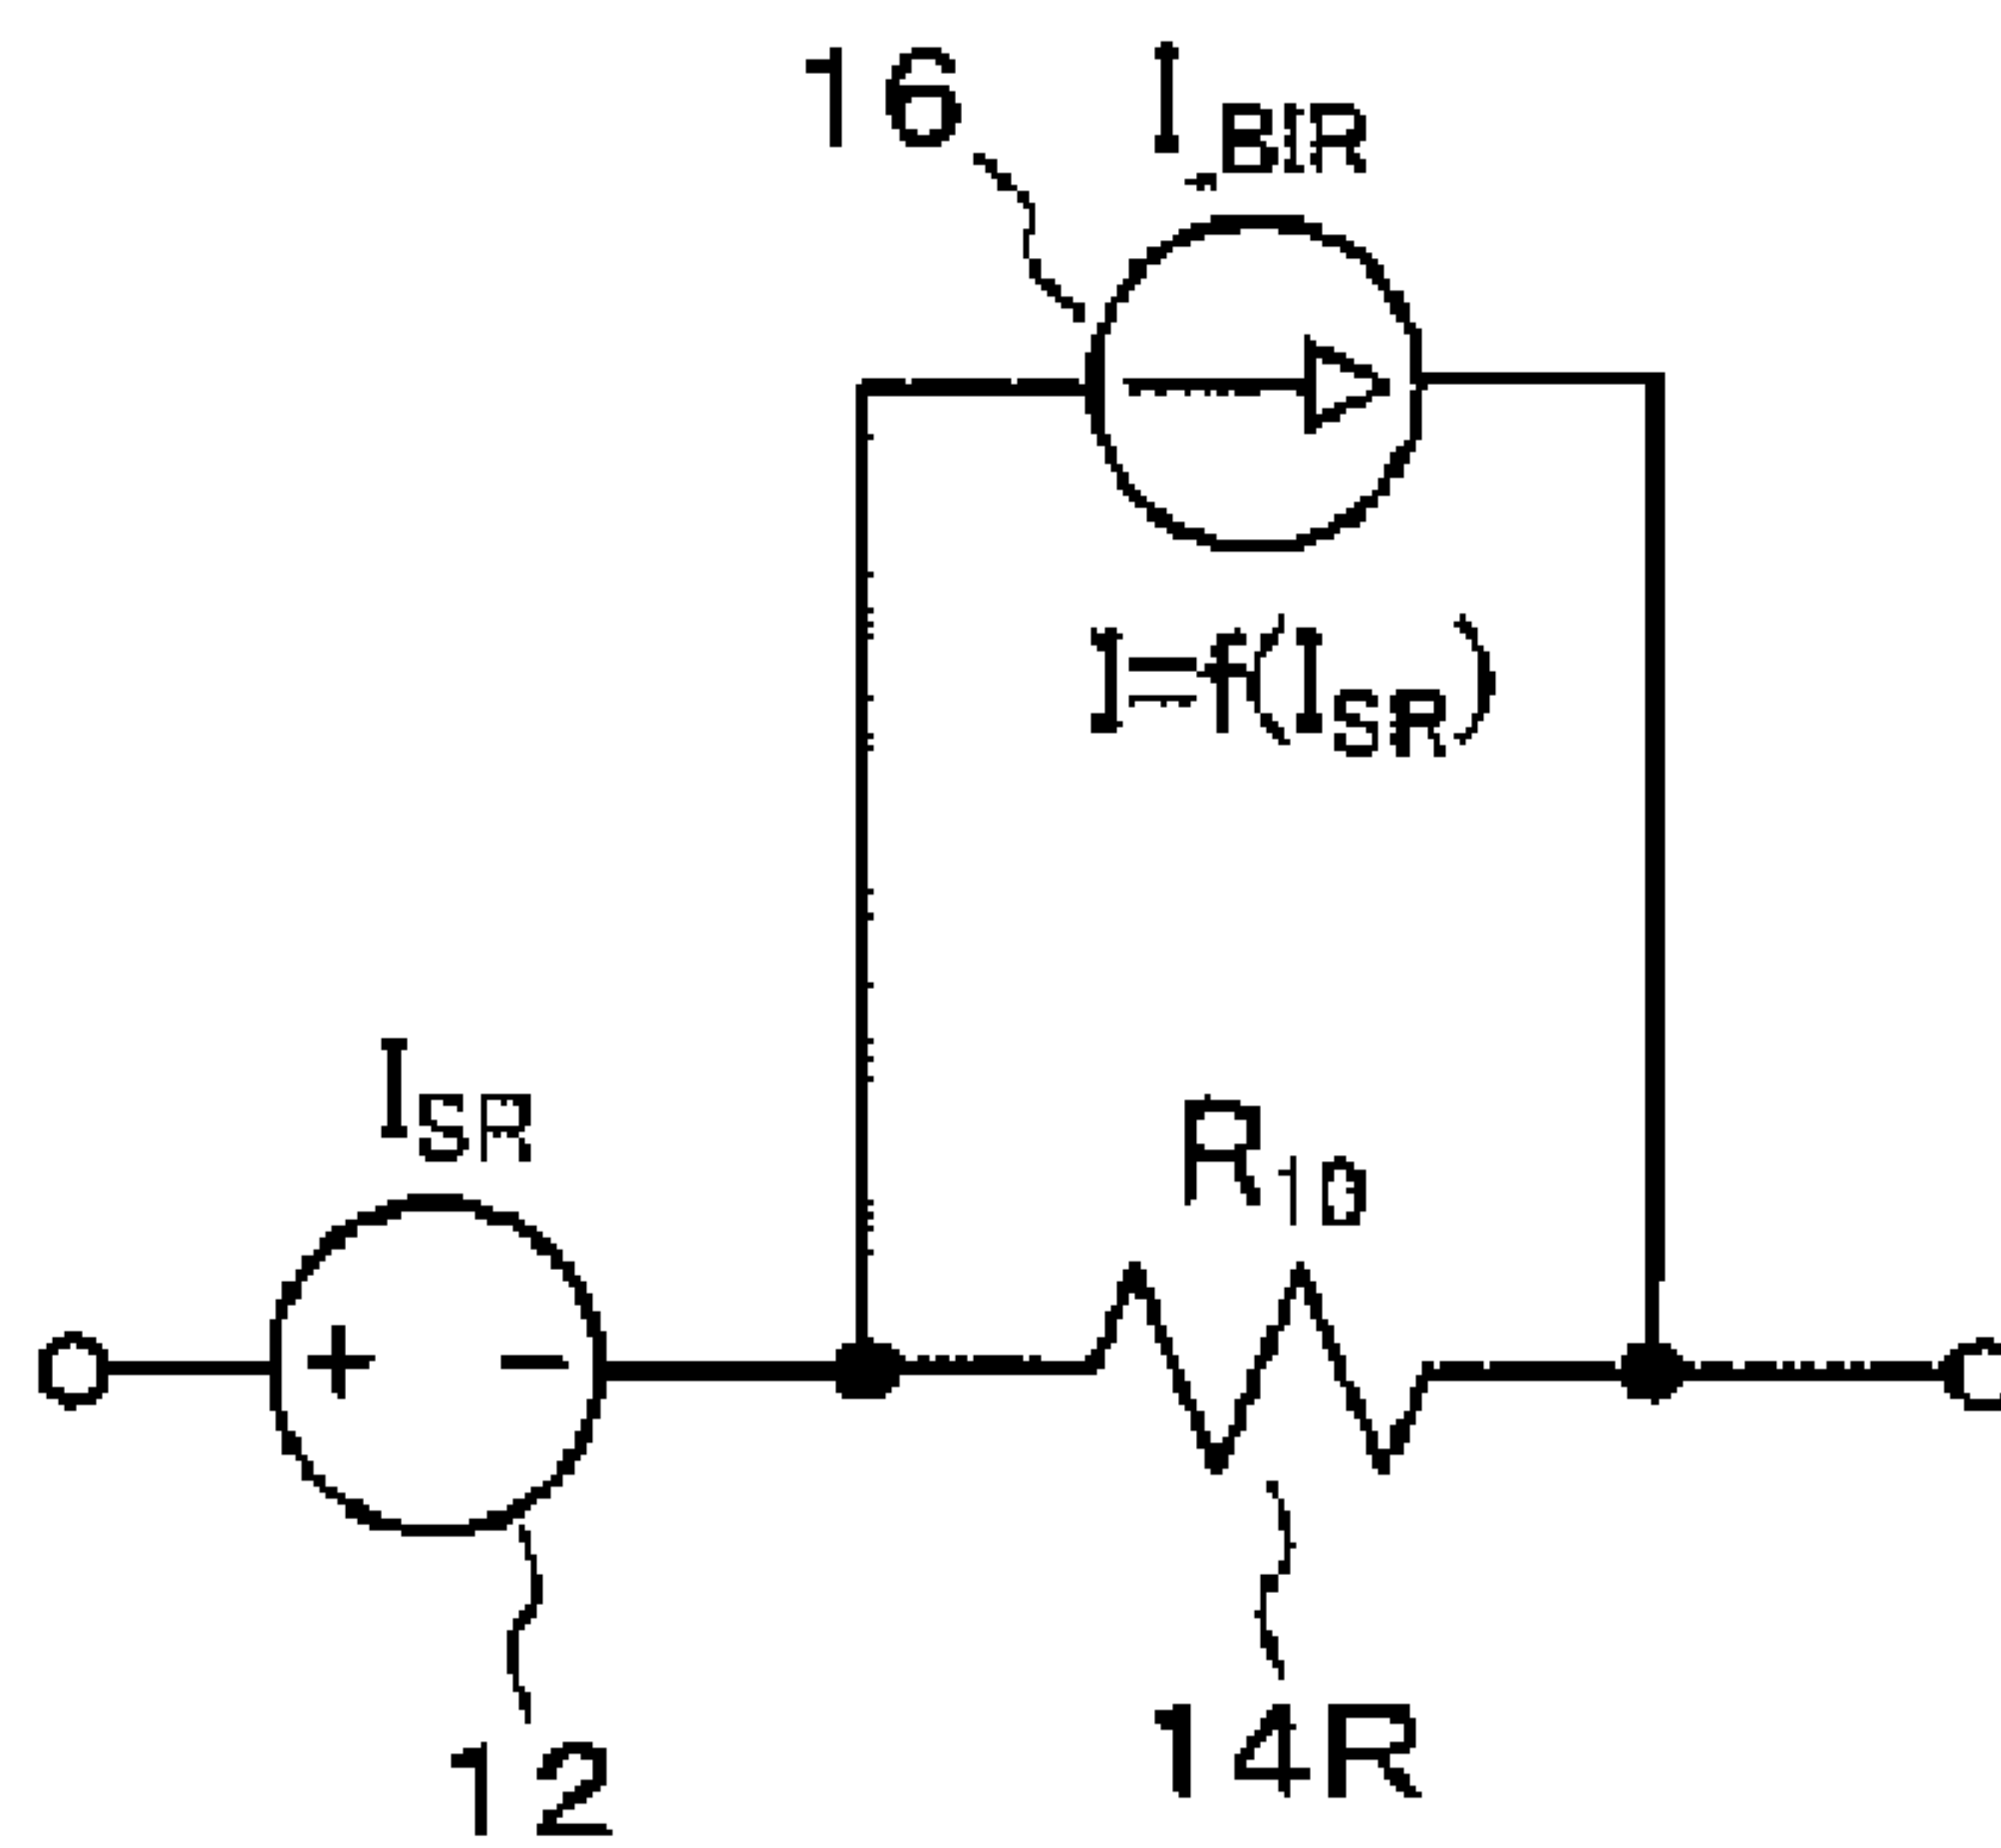 16 I_BIR
I=f(I_SR)
I_SR
R_10
+ −
14R
12